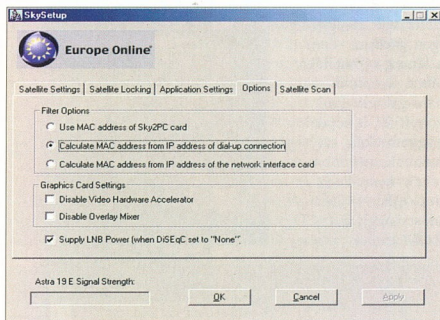 SkySetup
Europe Online
Satellite Settings | Satellite Locking | Application Settings | Options | Satellite Scan
Filter Options
Use MAC address of Sky2PC card
Calculate MAC address from IP address of dial-up connection
Calculate MAC address from IP address of the network interface card
Graphics Card Settings
Disable Video Hardware Accelerator
Disable Overlay Mixer
Supply LNB Power (when DiSEqC set to "None"
Astra 19 E Signal Strength:
OK
Cancel
Apply